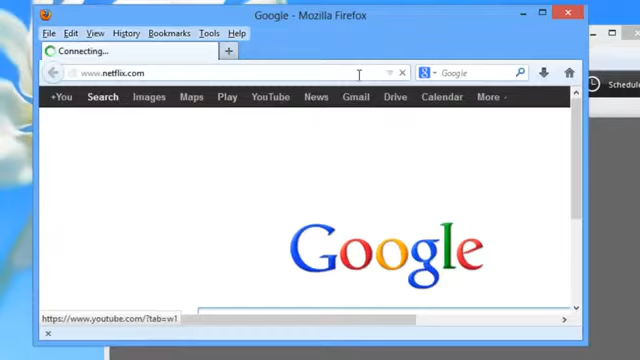 Google - Mozilla Firefox
File Edit View History Bookmarks Tools Help
Connecting...
www.netflix.com
Google
+You Search Images Maps Play YouTube News Gmail Drive Calendar More
Schedule
Google
https://www.youtube.com/?tab=w1